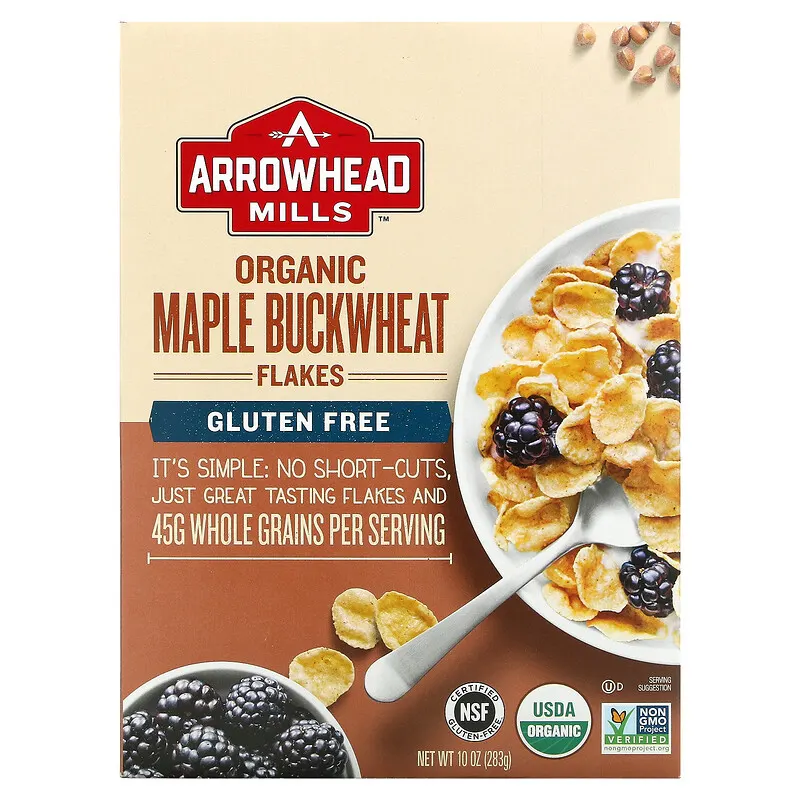 A
ARROWHEAD
MILLS™
ORGANIC
MAPLE BUCKWHEAT
FLAKES
GLUTEN FREE
IT'S SIMPLE: NO SHORT-CUTS,
JUST GREAT TASTING FLAKES AND
45G WHOLE GRAINS PER SERVING
U D
SERVING
SUGGESTION
CERTIFIED
NSF
GLUTEN-FREE
USDA
ORGANIC
NON
GMO
Project
VERIFIED
nongmoproject.org
NET WT 10 OZ (283g)